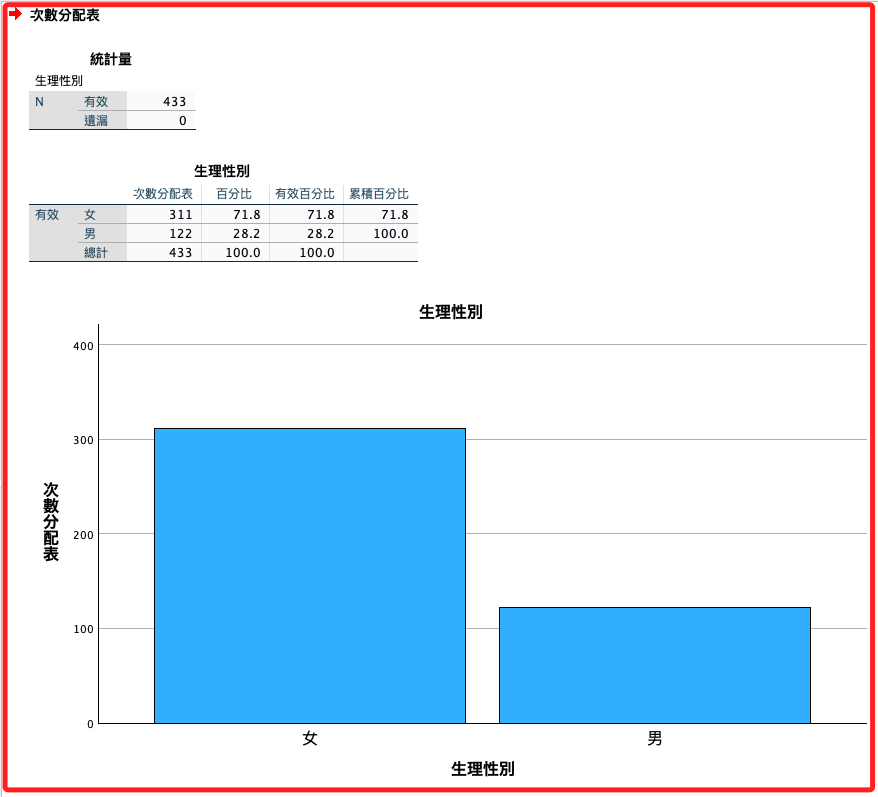 次數分配表
統計量
生理性別
N 有效 433
遺漏 0
生理性別
次數分配表 百分比 有效百分比 累積百分比
有效 女 311 71.8 71.8 71.8
男 122 28.2 28.2 100.0
總計 433 100.0 100.0
生理性別
400
300
200
100
0
次數分配表
女 男
生理性別